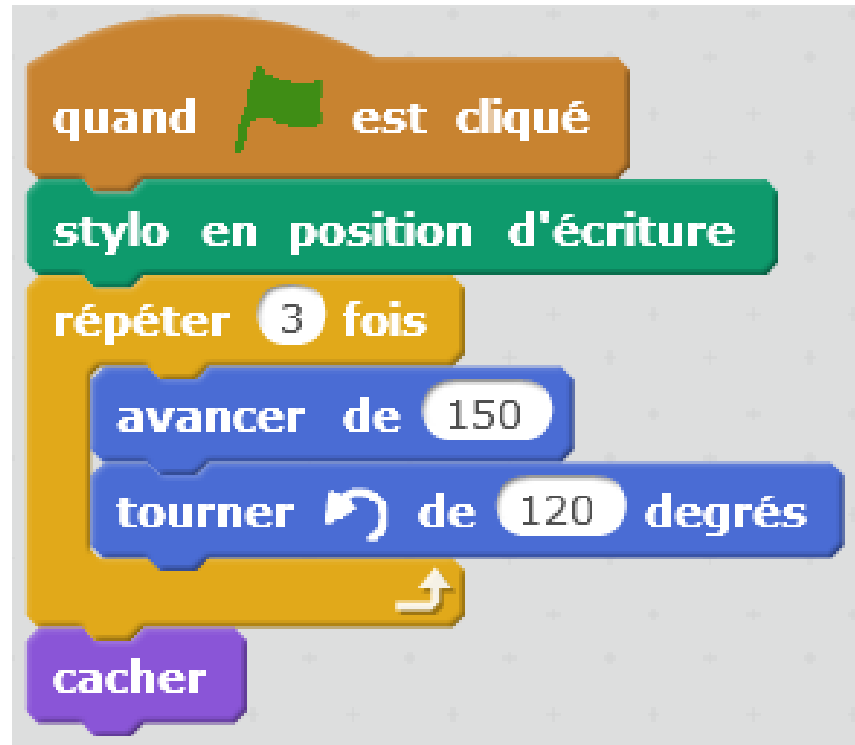 quand est cliqué
stylo en position d'écriture
répéter 3 fois
avancer de 150
tourner de 120 degrés
cacher